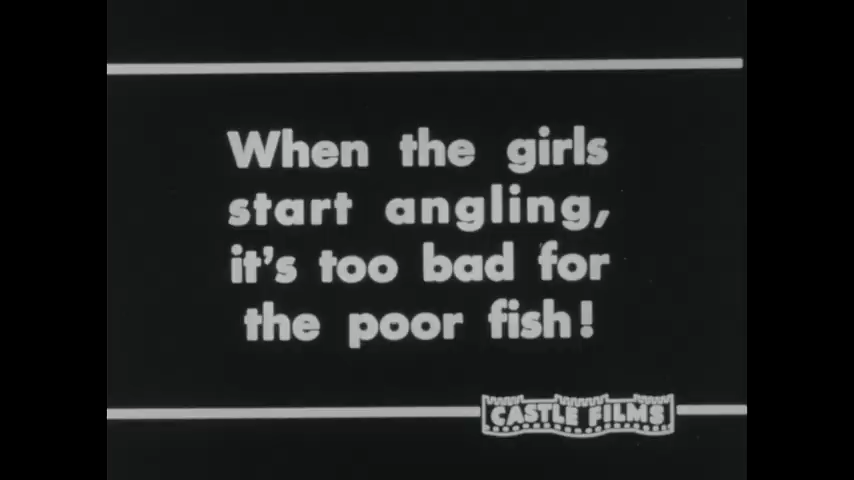 When the girls
start angling,
it's too bad for
the poor fish!
CASTLE FILMS